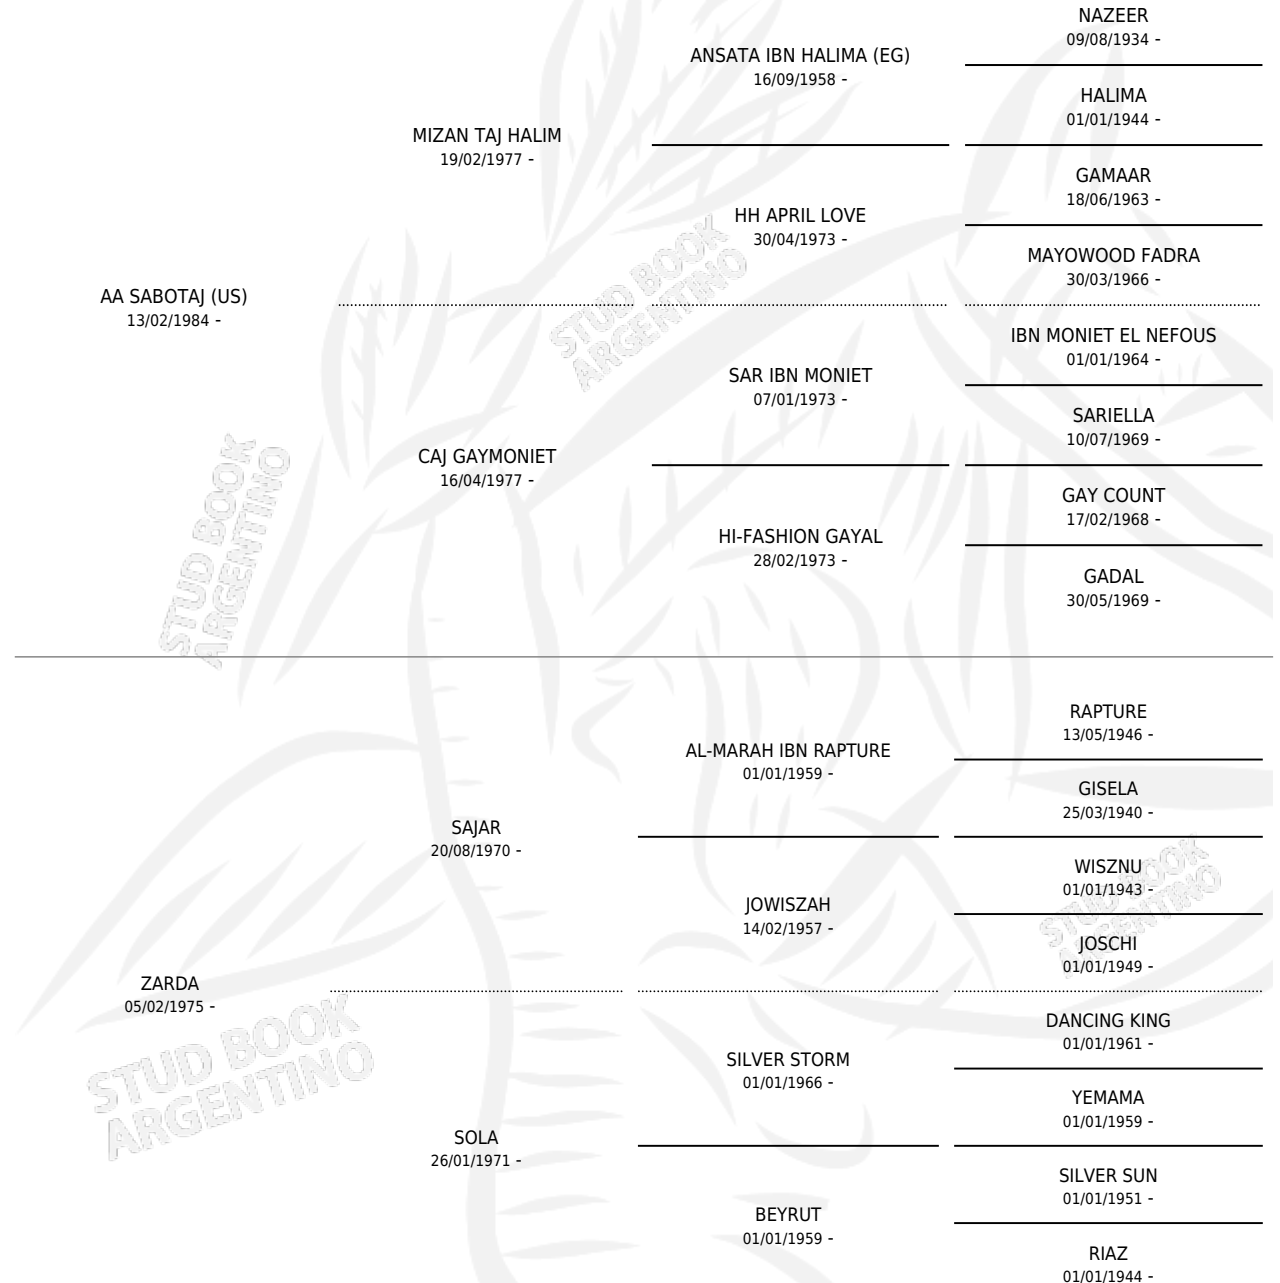 NAZEER
09/08/1934 -
ANSATA IBN HALIMA (EG)
16/09/1958 -
HALIMA
01/01/1944 -
MIZAN TAJ HALIM
19/02/1977 -
GAMAAR
18/06/1963 -
HH APRIL LOVE
30/04/1973 -
MAYOWOOD FADRA
30/03/1966 -
AA SABOTAJ (US)
13/02/1984 -
IBN MONIET EL NEFOUS
01/01/1964 -
SAR IBN MONIET
07/01/1973 -
SARIELLA
10/07/1969 -
CAJ GAYMONIET
16/04/1977 -
GAY COUNT
17/02/1968 -
HI-FASHION GAYAL
28/02/1973 -
GADAL
30/05/1969 -
STUD BOOK
ARGENTINO
STUD BOOK
ARGENTINO
RAPTURE
13/05/1946 -
AL-MARAH IBN RAPTURE
01/01/1959 -
GISELA
25/03/1940 -
SAJAR
20/08/1970 -
WISZNU
01/01/1943 -
JOWISZAH
14/02/1957 -
JOSCHI
01/01/1949 -
ZARDA
05/02/1975 -
DANCING KING
01/01/1961 -
SILVER STORM
01/01/1966 -
YEMAMA
01/01/1959 -
SOLA
26/01/1971 -
SILVER SUN
01/01/1951 -
BEYRUT
01/01/1959 -
RIAZ
01/01/1944 -
STUD BOOK
ARGENTINO
STUD BOOK
ARGENTINO